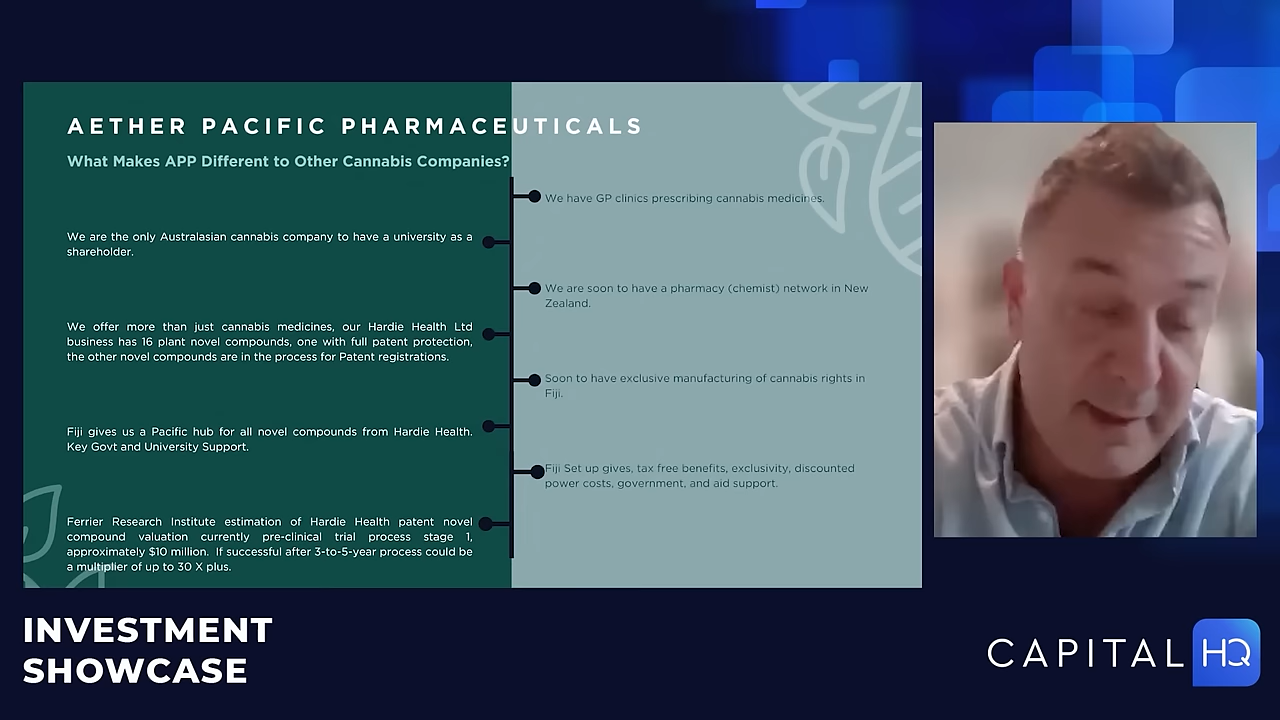 AETHER PACIFIC PHARMACEUTICALS
What Makes APP Different to Other Cannabis Companies?
We have GP clinics prescribing cannabis medicines.
We are the only Australasian cannabis company to have a university as a
shareholder.
We are soon to have a pharmacy (chemist) network in New
Zealand.
We offer more than just cannabis medicines, our Hardie Health Ltd
business has 16 plant novel compounds, one with full patent protection,
the other novel compounds are in the process for Patent registrations.
Soon to have exclusive manufacturing of cannabis rights in
Fiji.
Fiji gives us a Pacific hub for all novel compounds from Hardie Health.
Key Govt and University Support.
Fiji Set up gives, tax free benefits, exclusivity, discounted
power costs, government, and aid support.
Ferrier Research Institute estimation of Hardie Health patent novel
compound valuation currently pre-clinical trial process stage 1,
approximately $10 million. If successful after 3-to-5-year process could be
a multiplier of up to 30 X plus.
INVESTMENT
SHOWCASE
CAPITAL HQ